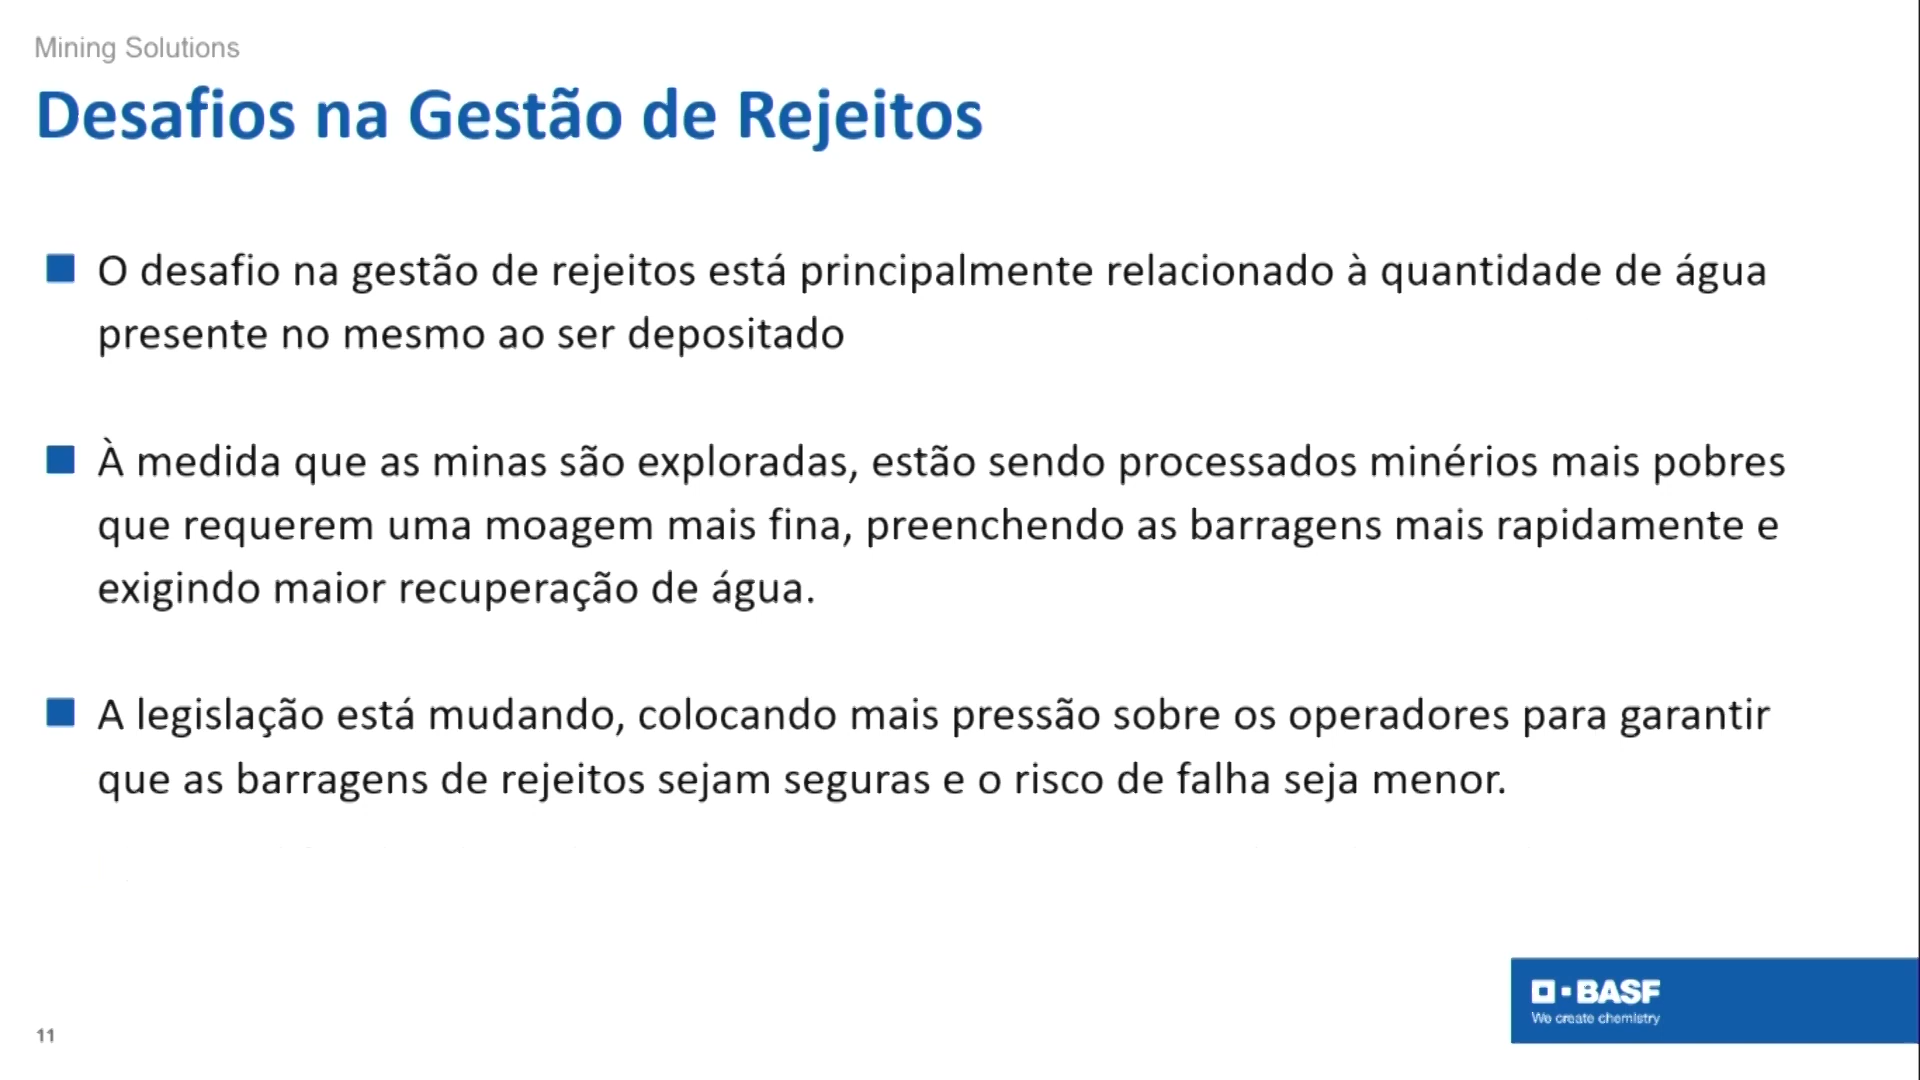 Mining Solutions
Desafios na Gestão de Rejeitos
O desafio na gestão de rejeitos está principalmente relacionado à quantidade de água
presente no mesmo ao ser depositado
À medida que as minas são exploradas, estão sendo processados minérios mais pobres
que requerem uma moagem mais fina, preenchendo as barragens mais rapidamente e
exigindo maior recuperação de água.
A legislação está mudando, colocando mais pressão sobre os operadores para garantir
que as barragens de rejeitos sejam seguras e o risco de falha seja menor.
BASF
We create chemistry
11